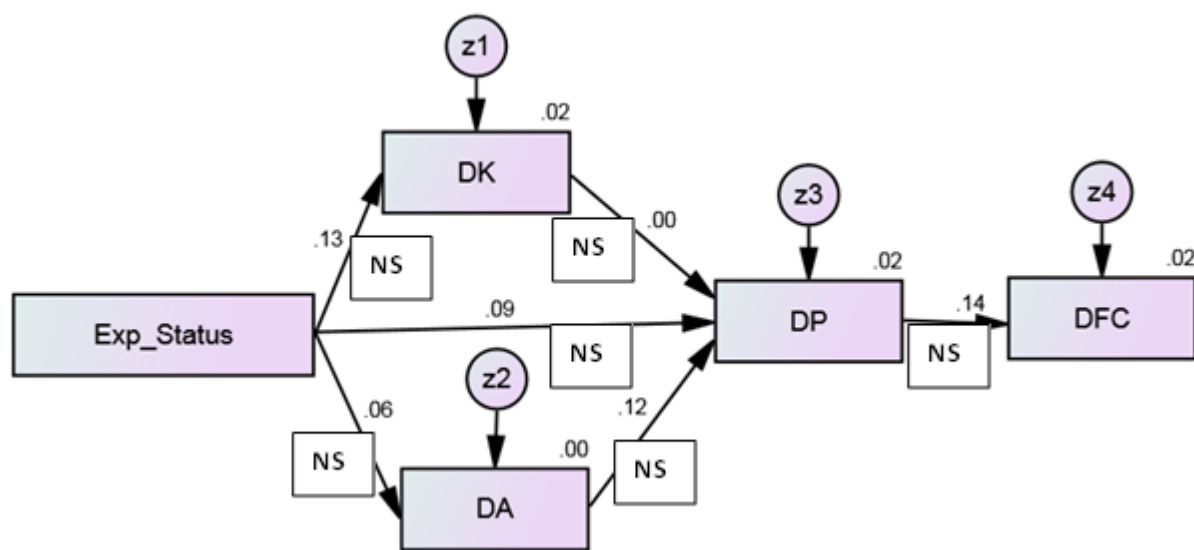 z1
.02
DK
z3
z4
.13
NS
NS
.00
.02
.02
Exp_Status
.09
NS
DP
.14
NS
DFC
z2
.06
NS
.12
NS
.00
DA